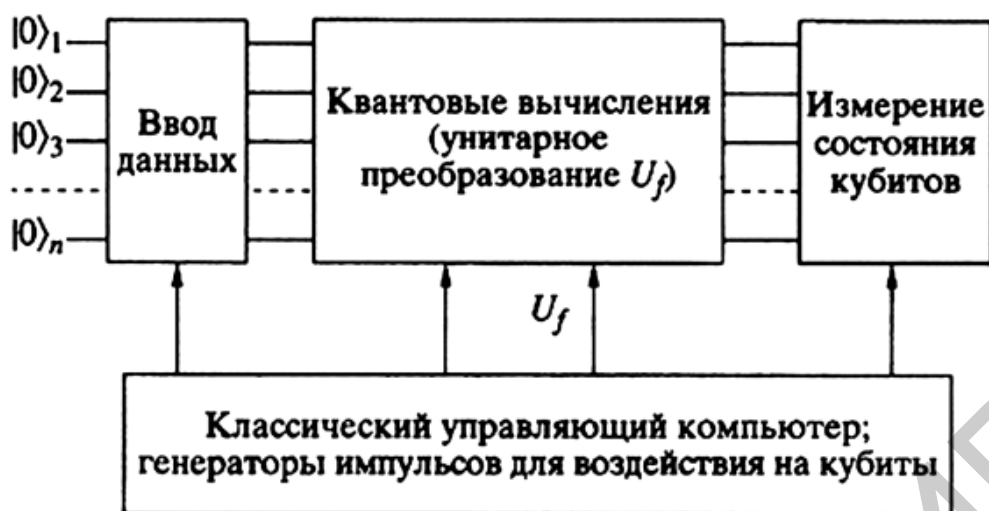 |0⟩1
|0⟩2
|0⟩3
|0⟩n
Ввод
данных
Квантовые вычисления
(унитарное
преобразование Uf)
Измерение
состояния
кубитов
Uf
Классический управляющий компьютер;
генераторы импульсов для воздействия на кубиты